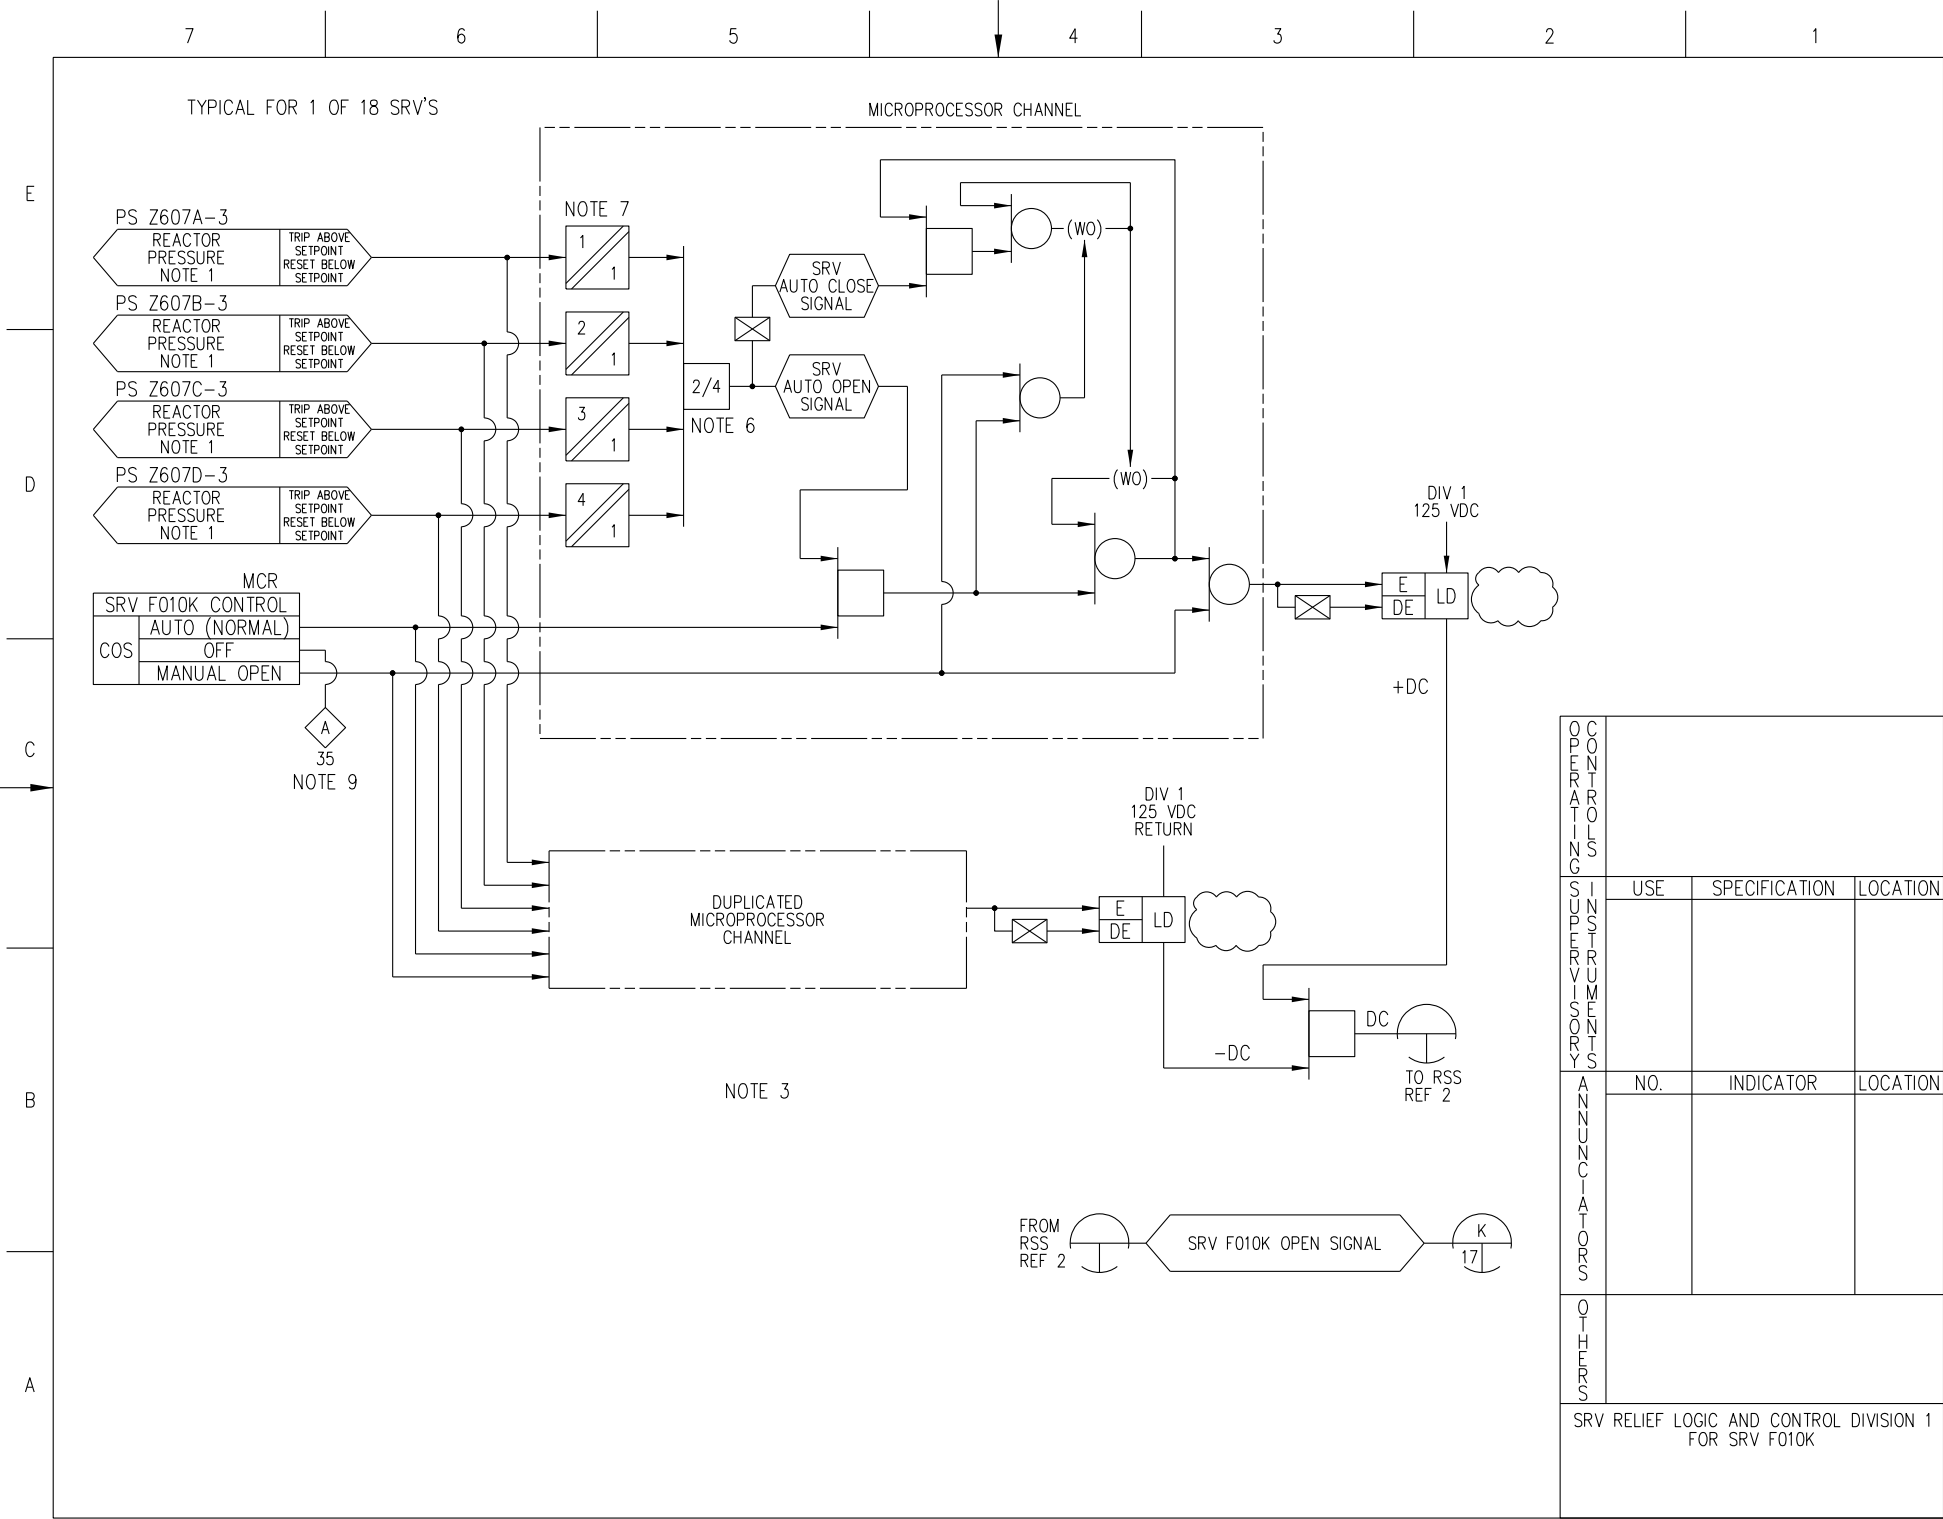 7
6
5
4
3
2
1
E
D
C
B
A
TYPICAL FOR 1 OF 18 SRV'S
MICROPROCESSOR CHANNEL
PS Z607A-3
REACTOR
PRESSURE
NOTE 1
TRIP ABOVE
SETPOINT
RESET BELOW
SETPOINT
PS Z607B-3
REACTOR
PRESSURE
NOTE 1
TRIP ABOVE
SETPOINT
RESET BELOW
SETPOINT
PS Z607C-3
REACTOR
PRESSURE
NOTE 1
TRIP ABOVE
SETPOINT
RESET BELOW
SETPOINT
PS Z607D-3
REACTOR
PRESSURE
NOTE 1
TRIP ABOVE
SETPOINT
RESET BELOW
SETPOINT
MCR
SRV F010K CONTROL
COS
AUTO (NORMAL)
OFF
MANUAL OPEN
A
35
NOTE 9
NOTE 7
1
1
2
1
3
1
4
1
2/4
NOTE 6
SRV
AUTO CLOSE
SIGNAL
SRV
AUTO OPEN
SIGNAL
(WO)
(WO)
DIV 1
125 VDC
E
DE
LD
+DC
DIV 1
125 VDC
RETURN
DUPLICATED
MICROPROCESSOR
CHANNEL
E
DE
LD
-DC
DC
TO RSS
REF 2
NOTE 3
FROM
RSS
REF 2
SRV F010K OPEN SIGNAL
K
17
OPERATING
CONTROLS
SUPERVISORY
INSTRUMENTS
USE
SPECIFICATION
LOCATION
ANNUNCIATORS
NO.
INDICATOR
LOCATION
OTHERS
SRV RELIEF LOGIC AND CONTROL DIVISION 1
FOR SRV F010K